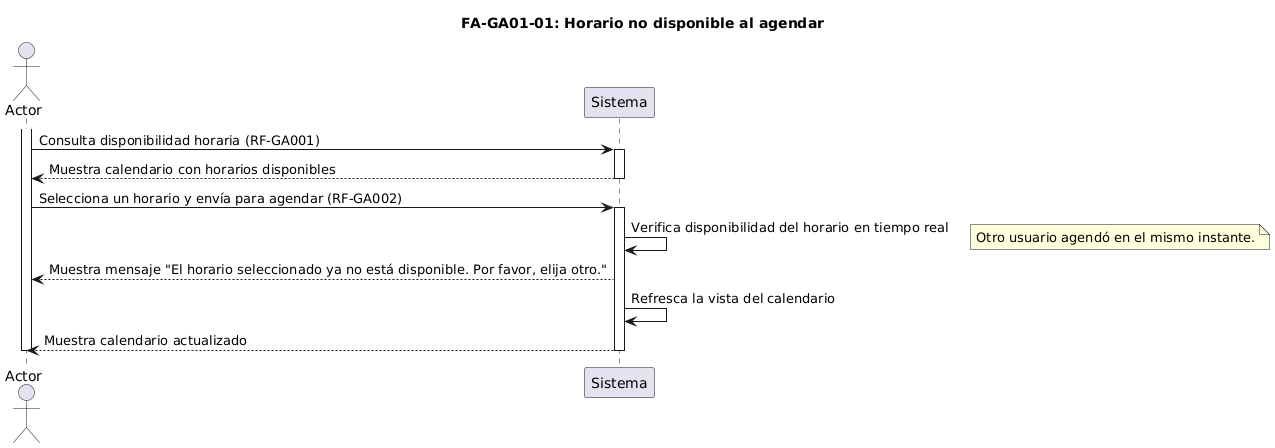 FA-GA01-01: Horario no disponible al agendar
Actor
Sistema
Consulta disponibilidad horaria (RF-GA001)
Muestra calendario con horarios disponibles
Selecciona un horario y envía para agendar (RF-GA002)
Verifica disponibilidad del horario en tiempo real
Otro usuario agendó en el mismo instante.
Muestra mensaje "El horario seleccionado ya no está disponible. Por favor, elija otro."
Refresca la vista del calendario
Muestra calendario actualizado
Actor
Sistema